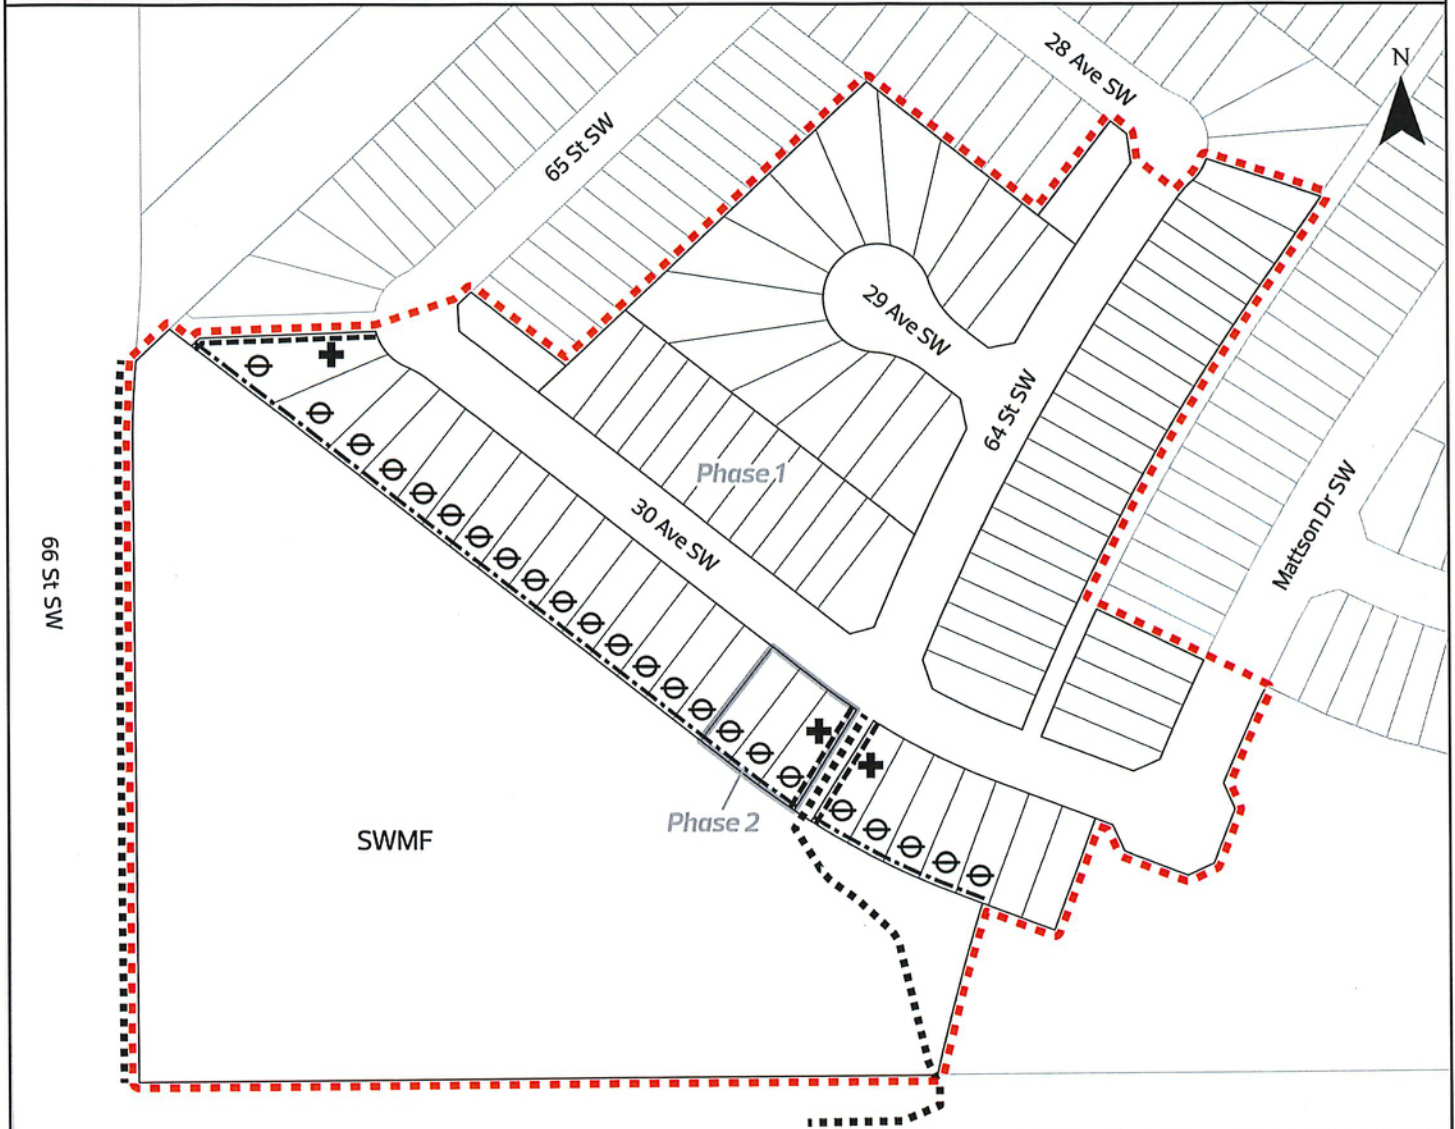 28 Ave SW
N
65 St SW
29 Ave SW
64 St SW
Phase 1
30 Ave SW
Mattson Dr SW
66 St SW
Phase 2
SWMF